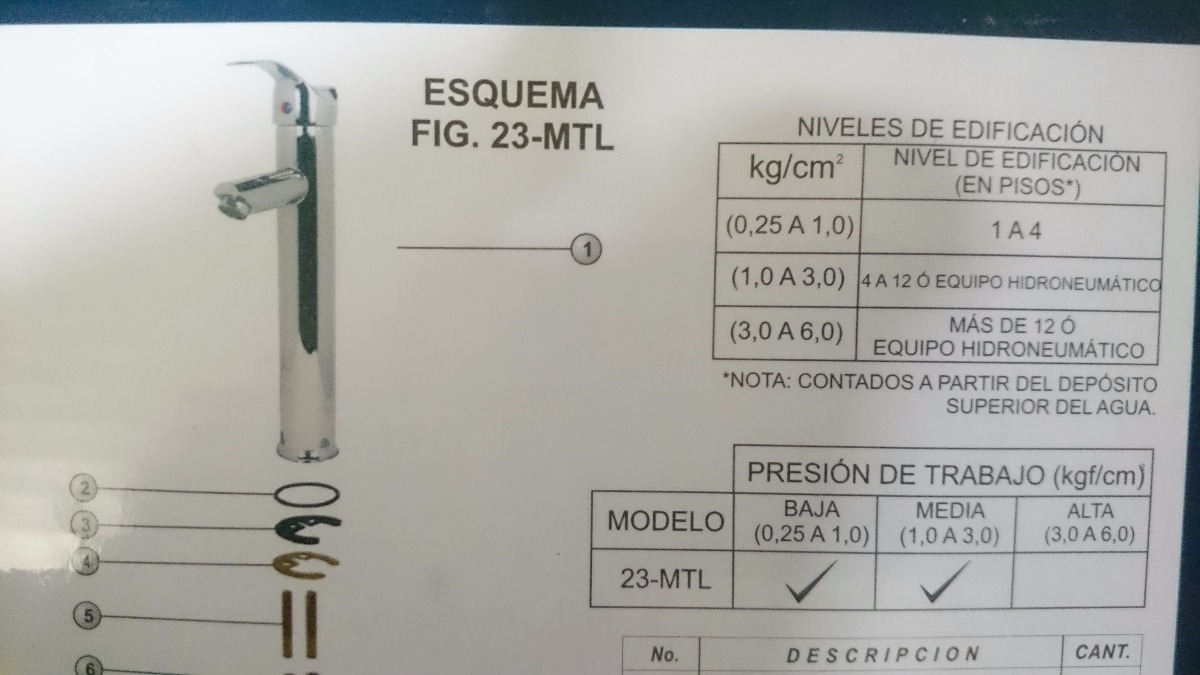 ESQUEMA
FIG. 23-MTL
1
2
3
4
5
6
NIVELES DE EDIFICACIÓN
kg/cm² NIVEL DE EDIFICACIÓN
(EN PISOS*)
(0,25 A 1,0) 1 A 4
(1,0 A 3,0) 4 A 12 Ó EQUIPO HIDRONEUMÁTICO
(3,0 A 6,0) MÁS DE 12 Ó
EQUIPO HIDRONEUMÁTICO
*NOTA: CONTADOS A PARTIR DEL DEPÓSITO
SUPERIOR DEL AGUA.
PRESIÓN DE TRABAJO (kgf/cm²)
MODELO BAJA MEDIA ALTA
(0,25 A 1,0) (1,0 A 3,0) (3,0 A 6,0)
23-MTL ✓ ✓
No. DESCRIPCION CANT.